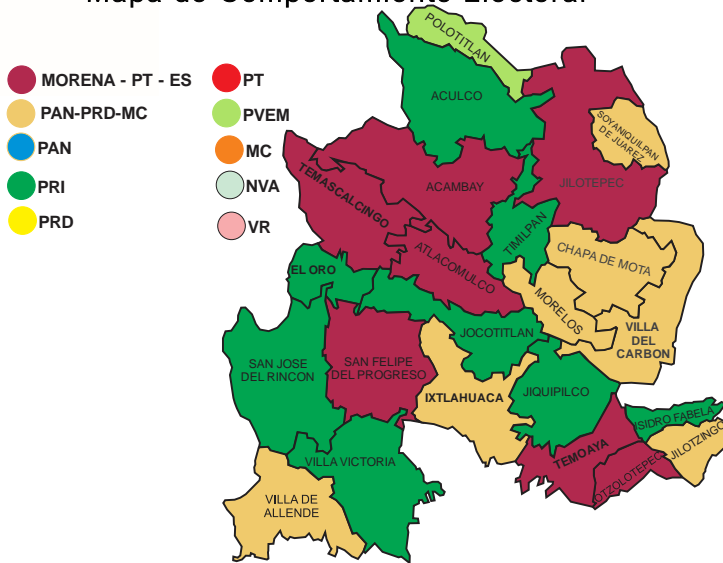 Mapa de Comportamiento Electoral
MORENA - PT - ES
PAN-PRD-MC
PAN
PRI
PRD
PT
PVEM
MC
NVA
VR
POLOTITLAN
ACULCO
SOYANIQUILPAN
DE JUAREZ
JILOTEPEC
ACAMBAY
TEMASCALCINGO
TIMILPAN
CHAPA DE MOTA
ATLACOMULCO
EL ORO
MORELOS
VILLA
DEL
CARBON
JOCOTITLAN
SAN JOSE
DEL RINCON
SAN FELIPE
DEL PROGRESO
IXTLAHUACA
JIQUIPILCO
ISIDRO FABELA
JILOTZINGO
TEMOAYA
OTZOLOTEPEC
VILLA VICTORIA
VILLA DE
ALLENDE